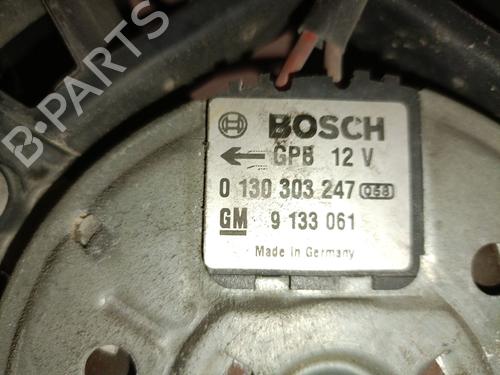 BOSCH
← GPB 12 V
0 130 303 247 058
GM 9 133 061
Made in Germany
B-Parts